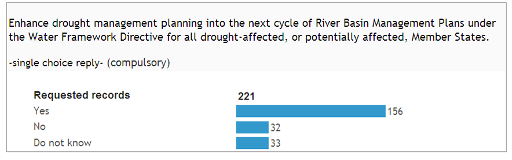 Enhance drought management planning into the next cycle of River Basin Management Plans under
the Water Framework Directive for all drought-affected, or potentially affected, Member States.
-single choice reply- (compulsory)
Requested records 221
Yes 156
No 32
Do not know 33